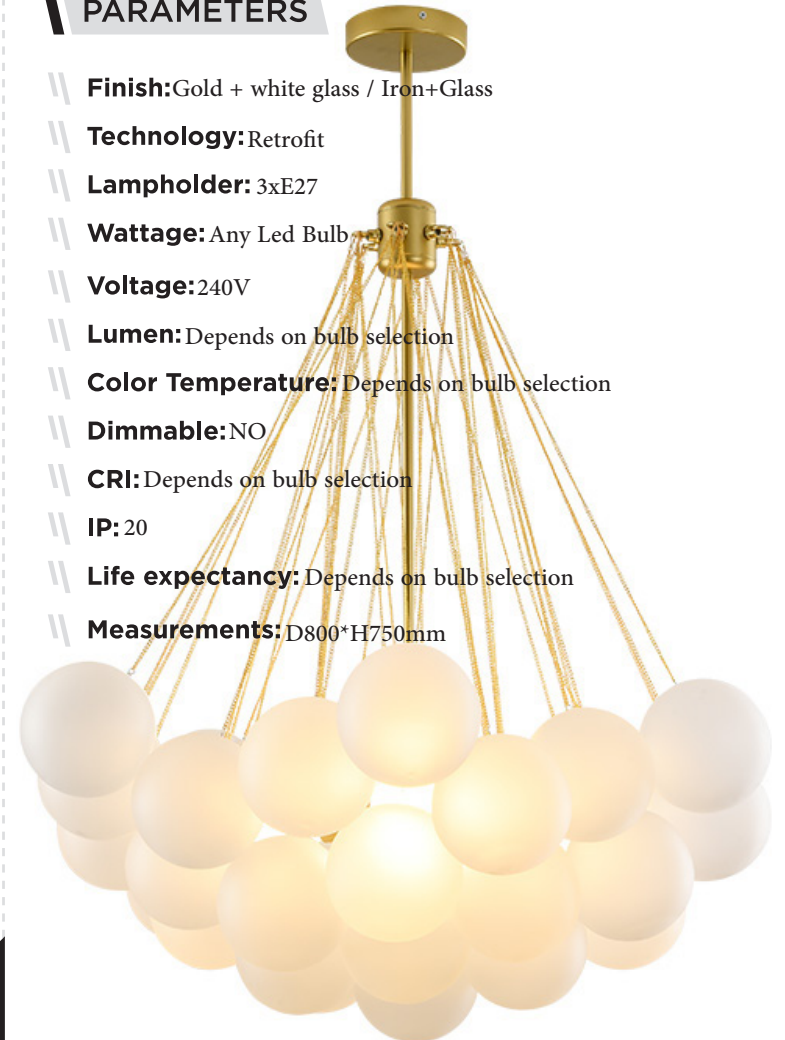 PARAMETERS
Finish:Gold + white glass / Iron+Glass
Technology:Retrofit
Lampholder: 3xE27
Wattage:Any Led Bulb
Voltage:240V
Lumen:Depends on bulb selection
Color Temperature:Depends on bulb selection
Dimmable:NO
CRI:Depends on bulb selection
IP:20
Life expectancy:Depends on bulb selection
Measurements:D800*H750mm